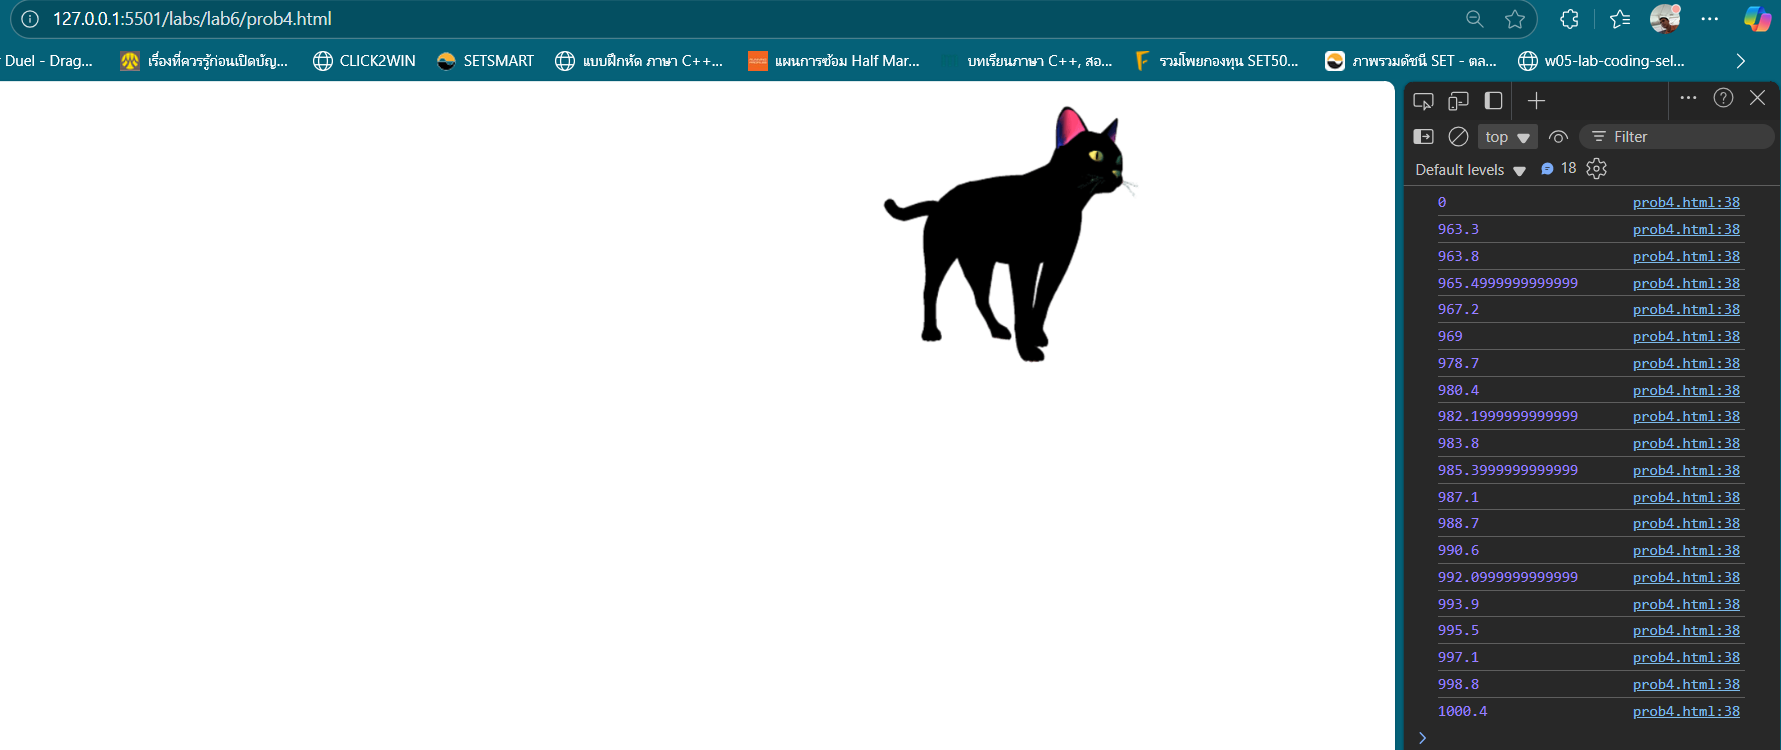 127.0.0.1:5501/labs/lab6/prob4.html
Duel - Drag... เรื่องที่ควรรู้ก่อนเปิดบัญ... CLICK2WIN SETSMART แบบฝึกหัด ภาษา C++... แผนการซ้อม Half Mar... บทเรียนภาษา C++, สอ... รวมโพยกองทุน SET50... ภาพรวมดัชนี SET - ตล... w05-lab-coding-sel...
top Filter
Default levels 18
0 prob4.html:38
963.3 prob4.html:38
963.8 prob4.html:38
965.4999999999999 prob4.html:38
967.2 prob4.html:38
969 prob4.html:38
978.7 prob4.html:38
980.4 prob4.html:38
982.1999999999999 prob4.html:38
983.8 prob4.html:38
985.3999999999999 prob4.html:38
987.1 prob4.html:38
988.7 prob4.html:38
990.6 prob4.html:38
992.0999999999999 prob4.html:38
993.9 prob4.html:38
995.5 prob4.html:38
997.1 prob4.html:38
998.8 prob4.html:38
1000.4 prob4.html:38